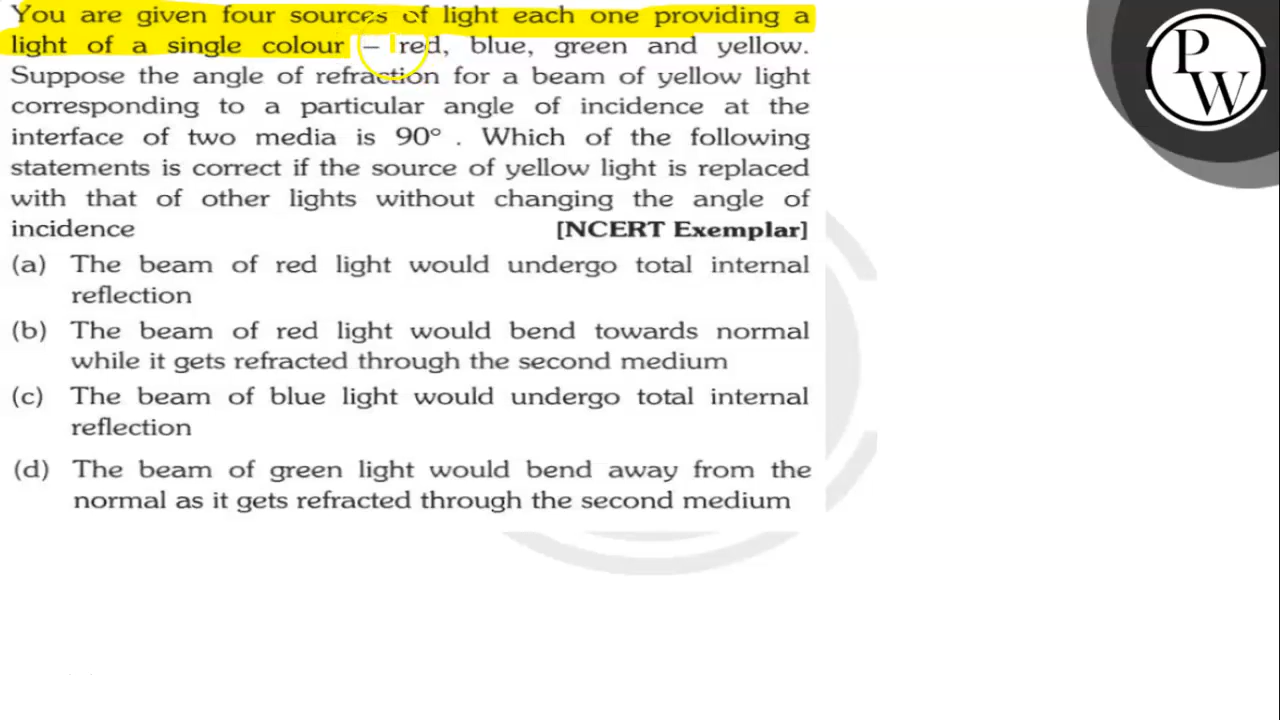 You are given four sources of light each one providing a
light of a single colour – red, blue, green and yellow.
Suppose the angle of refraction for a beam of yellow light
corresponding to a particular angle of incidence at the
interface of two media is 90° . Which of the following
statements is correct if the source of yellow light is replaced
with that of other lights without changing the angle of
incidence [NCERT Exemplar]
(a) The beam of red light would undergo total internal
reflection
(b) The beam of red light would bend towards normal
while it gets refracted through the second medium
(c) The beam of blue light would undergo total internal
reflection
(d) The beam of green light would bend away from the
normal as it gets refracted through the second medium
P
W